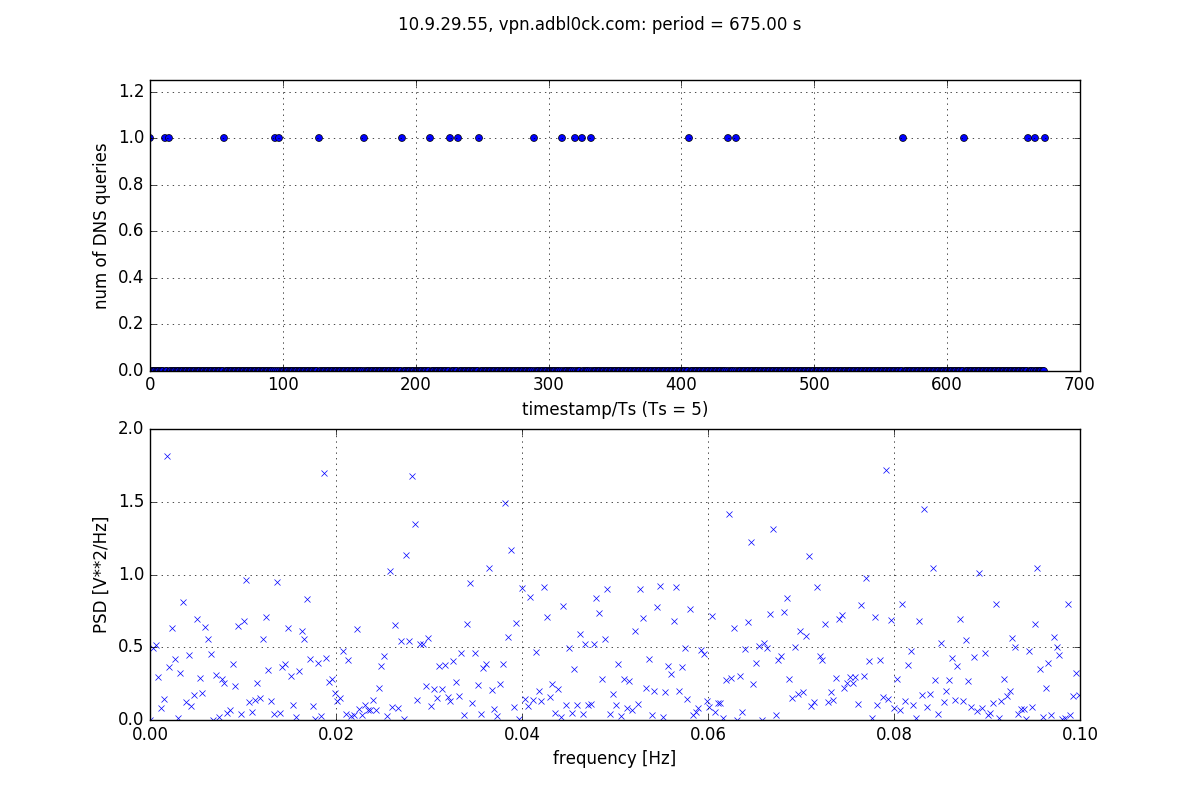 10.9.29.55, vpn.adbl0ck.com: period = 675.00 s
1.2
1.0
0.8
0.6
0.4
0.2
0.0
num of DNS queries
0 100 200 300 400 500 600 700
timestamp/Ts (Ts = 5)
2.0
1.5
1.0
0.5
0.0
PSD [V**2/Hz]
0.00 0.02 0.04 0.06 0.08 0.10
frequency [Hz]